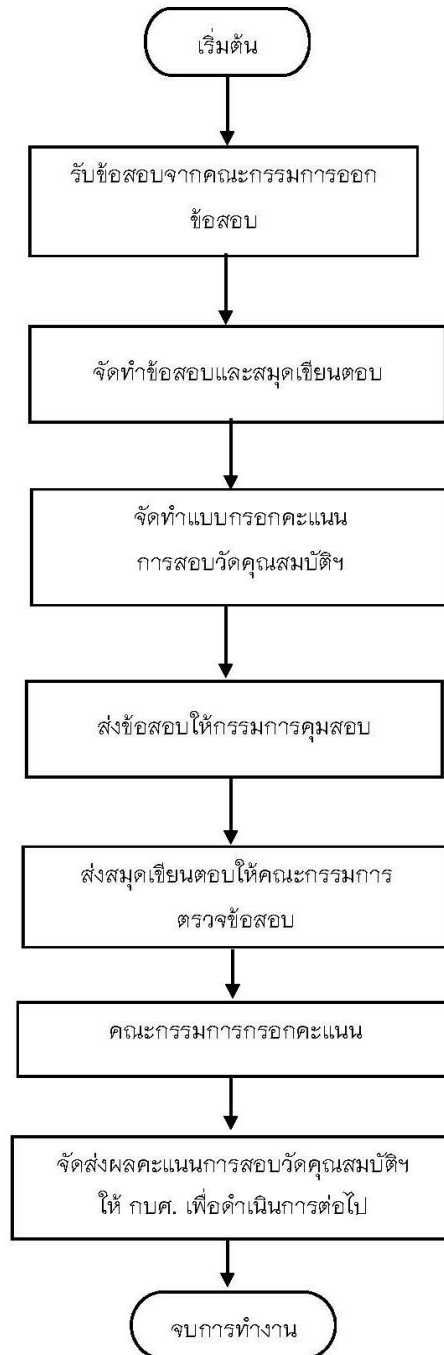 เริ่มต้น
รับข้อสอบจากคณะกรรมการออก
ข้อสอบ
จัดทำข้อสอบและสมุดเขียนตอบ
จัดทำแบบกรอกคะแนน
การสอบวัดคุณสมบัติฯ
ส่งข้อสอบให้กรรมการคุมสอบ
ส่งสมุดเขียนตอบให้คณะกรรมการ
ตรวจข้อสอบ
คณะกรรมการกรอกคะแนน
จัดส่งผลคะแนนการสอบวัดคุณสมบัติฯ
ให้ กบศ. เพื่อดำเนินการต่อไป
จบการทำงาน